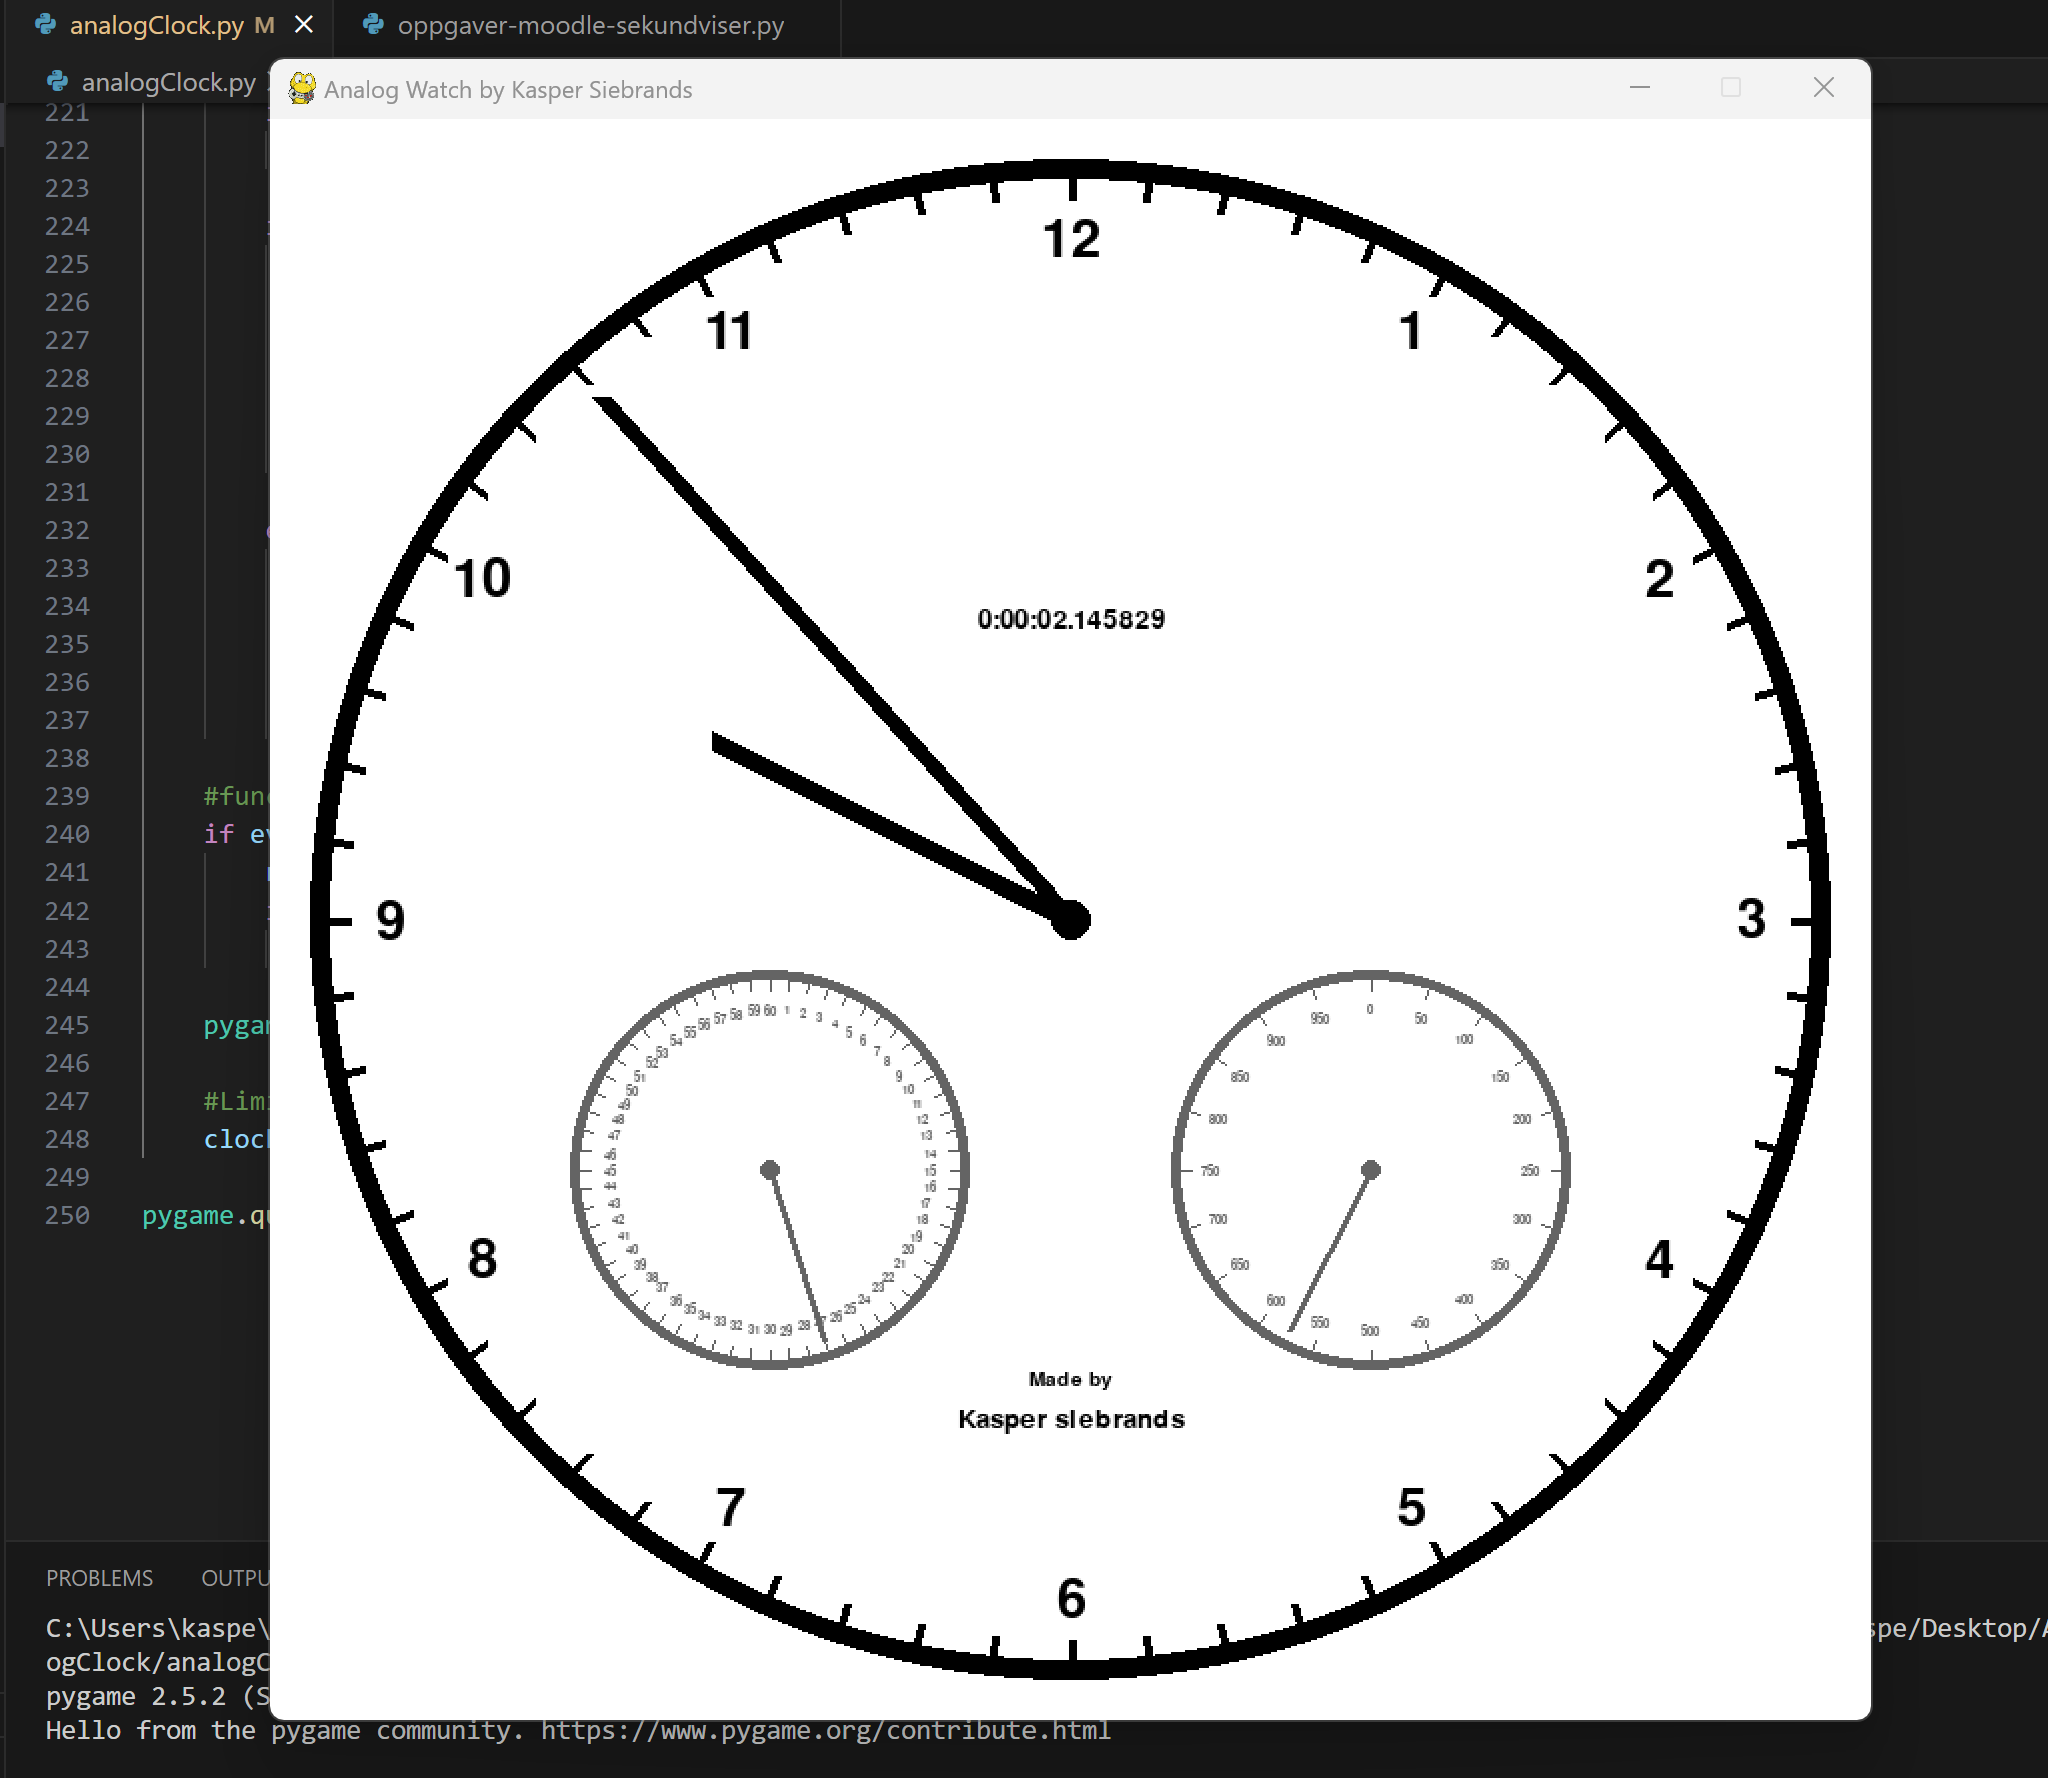 analogClock.py M
oppgaver-moodle-sekundviser.py
analogClock.py
Analog Watch by Kasper Siebrands
221
222
223
224
225
226
227
228
229
230
231
232
233
234
235
236
237
238
239 #func
240 if ev
241
242
243
244
245 pygam
246
247 #Lim
248 clock
249
250 pygame.qu
12
1
2
3
4
5
6
7
8
9
10
11
0:00:02.145829
60 1 2 3 4 5 6 7 8 9 10 11 12 13 14 15 16 17 18 19 20 21 22 23 24 25 26 28 29 30 31 32 33 34 35 36 37 38 39 40 41 42 43 44 45 46 47 48 49 50 51 52 53 54 55 56 57 58 59
0 50 100 150 200 250 300 350 400 450 500 550 600 650 700 750 800 850 900 950
Made by
Kasper siebrands
PROBLEMS OUTPU
C:\Users\kaspe\ spe/Desktop/A
ogClock/analogC
pygame 2.5.2 (S
Hello from the pygame community. https://www.pygame.org/contribute.html